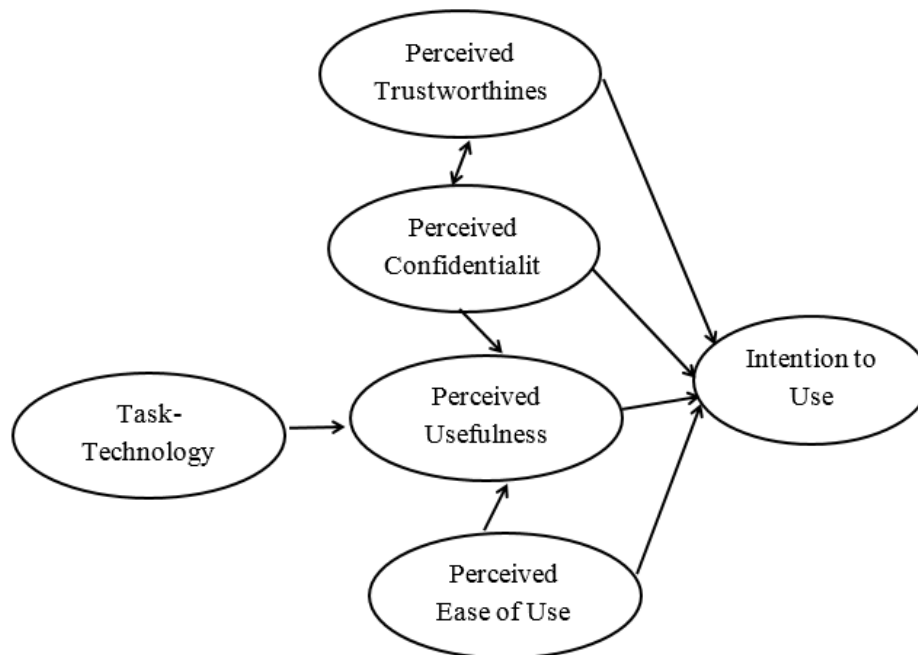 Perceived
Trustworthines
Perceived
Confidentialit
Intention to
Use
Perceived
Usefulness
Task-
Technology
Perceived
Ease of Use